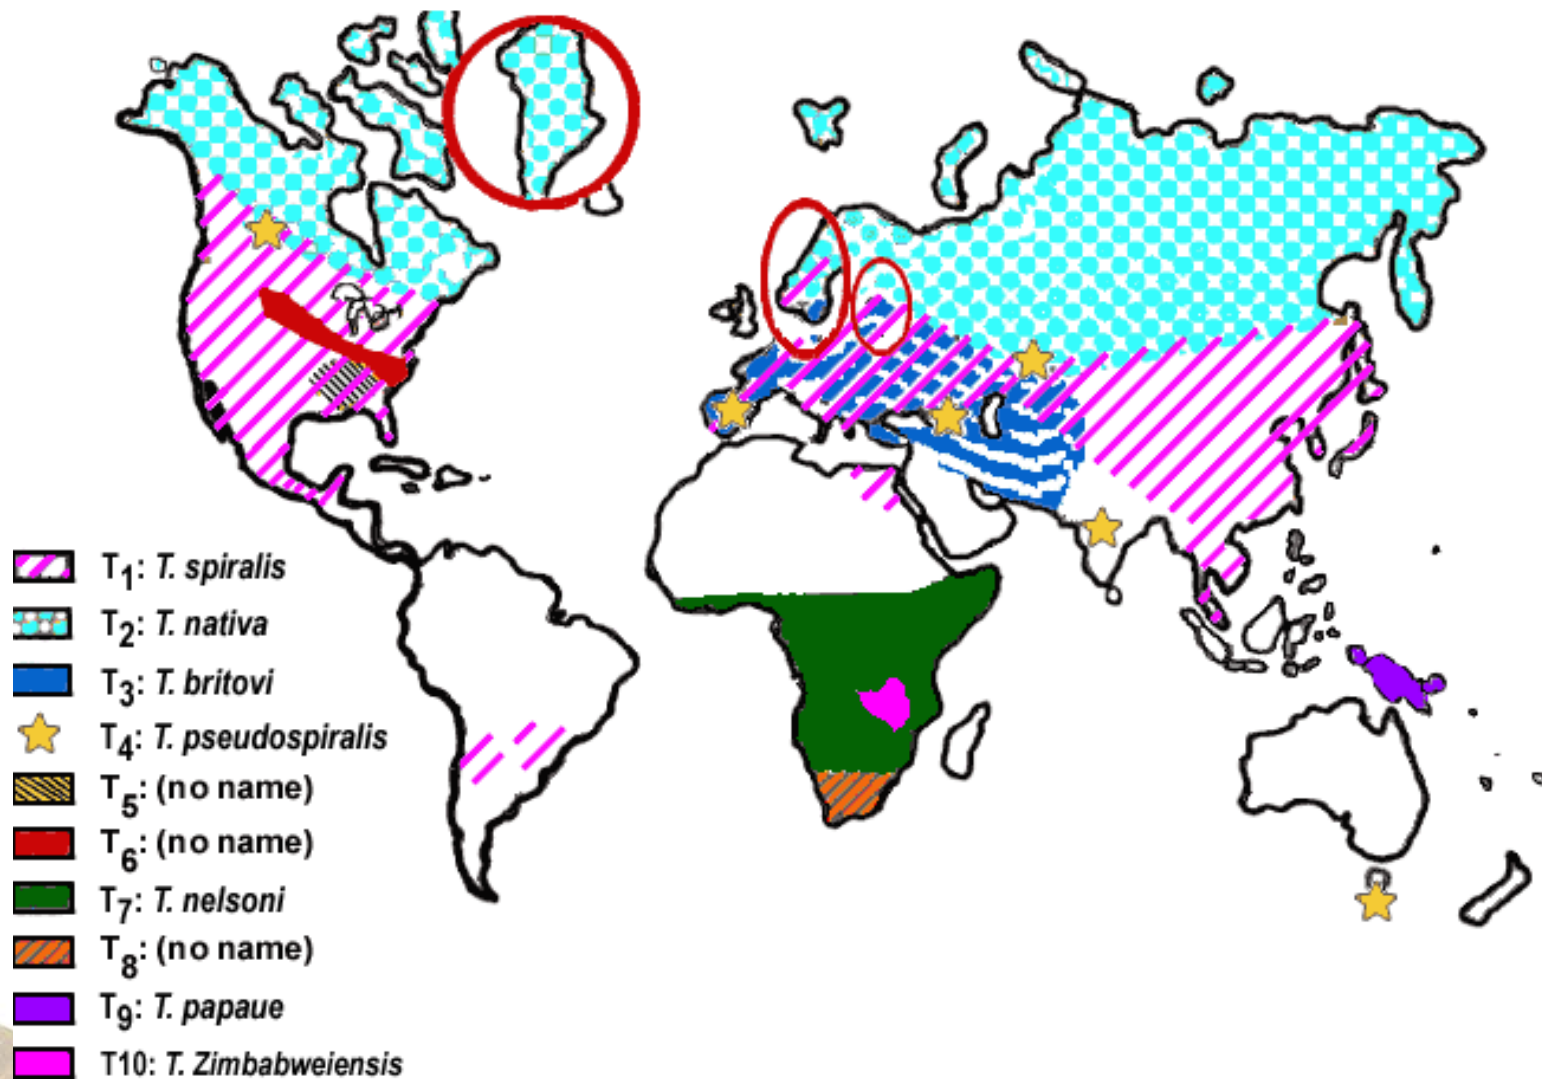 T1: T. spiralis
T2: T. nativa
T3: T. britovi
T4: T. pseudospiralis
T5: (no name)
T6: (no name)
T7: T. nelsoni
T8: (no name)
T9: T. papaue
T10: T. Zimbabweiensis